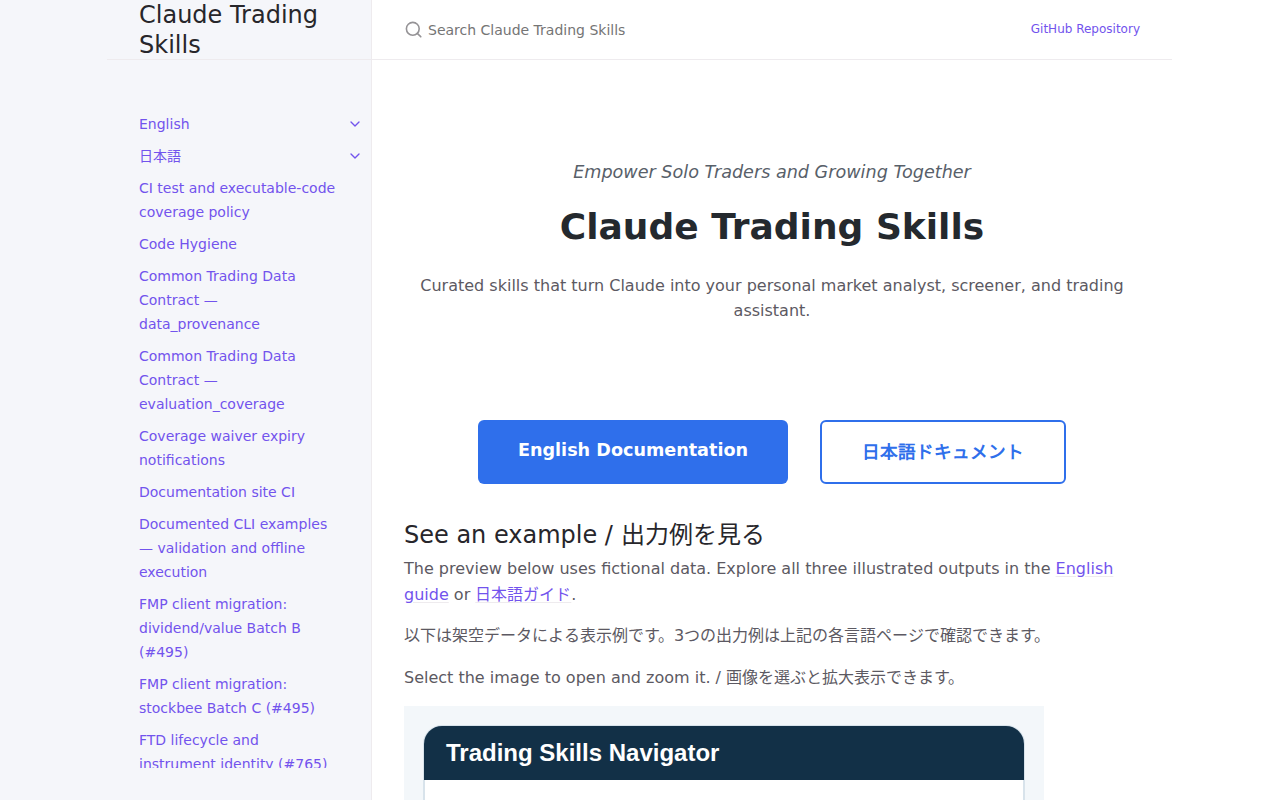 Claude Trading
Skills
Search Claude Trading Skills
GitHub Repository
English
日本語
CI test and executable-code
coverage policy
Code Hygiene
Common Trading Data
Contract —
data_provenance
Common Trading Data
Contract —
evaluation_coverage
Coverage waiver expiry
notifications
Documentation site CI
Documented CLI examples
— validation and offline
execution
FMP client migration:
dividend/value Batch B
(#495)
FMP client migration:
stockbee Batch C (#495)
FTD lifecycle and
instrument identity (#765)
Empower Solo Traders and Growing Together
Claude Trading Skills
Curated skills that turn Claude into your personal market analyst, screener, and trading
assistant.
English Documentation
日本語ドキュメント
See an example / 出力例を見る
The preview below uses fictional data. Explore all three illustrated outputs in the English
guide or 日本語ガイド.
以下は架空データによる表示例です。3つの出力例は上記の各言語ページで確認できます。
Select the image to open and zoom it. / 画像を選ぶと拡大表示できます。
Trading Skills Navigator